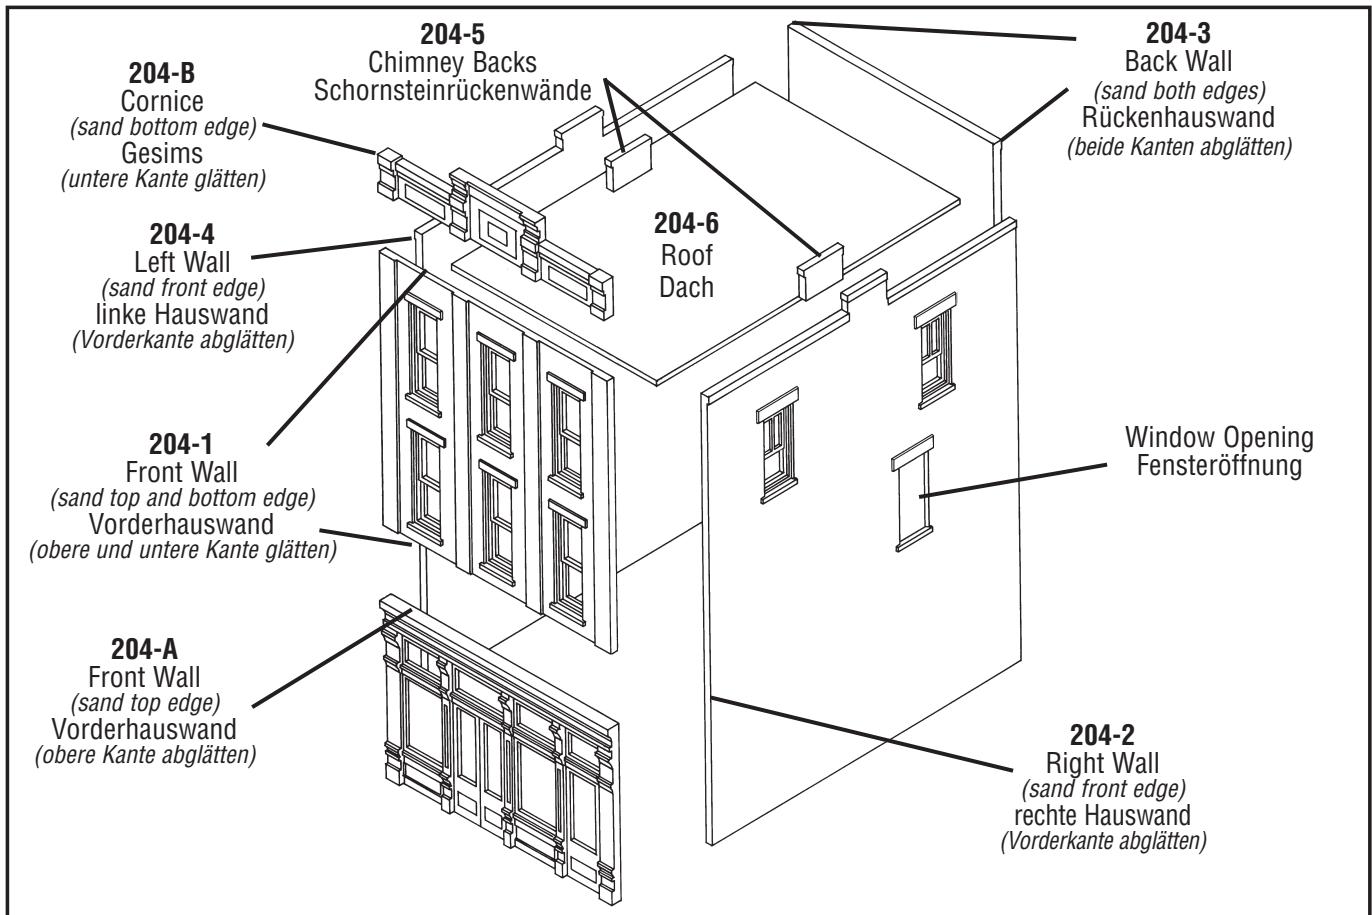 204-5
Chimney Backs
Schornsteinrückenwände
204-3
Back Wall
(sand both edges)
Rückenhauswand
(beide Kanten abglätten)
204-B
Cornice
(sand bottom edge)
Gesims
(untere Kante glätten)
204-6
Roof
Dach
204-4
Left Wall
(sand front edge)
linke Hauswand
(Vorderkante abglätten)
204-1
Front Wall
(sand top and bottom edge)
Vorderhauswand
(obere und untere Kante glätten)
Window Opening
Fensteröffnung
204-A
Front Wall
(sand top edge)
Vorderhauswand
(obere Kante abglätten)
204-2
Right Wall
(sand front edge)
rechte Hauswand
(Vorderkante abglätten)